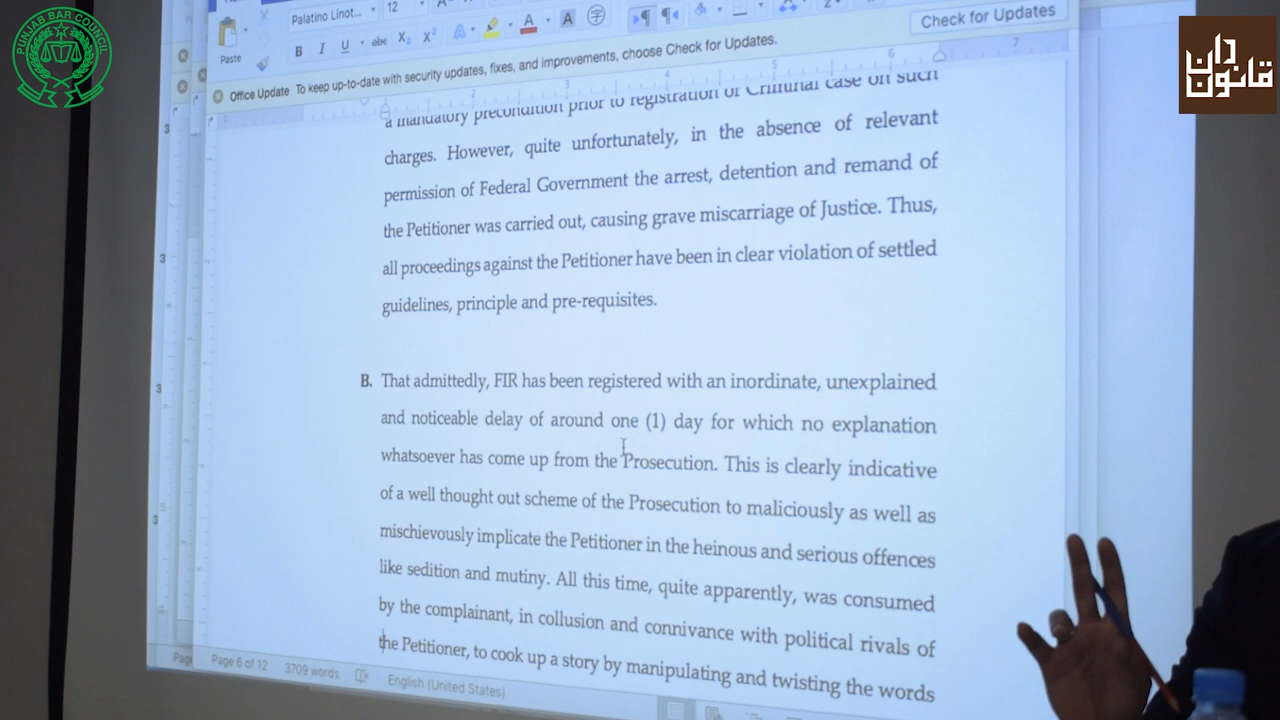 PUNJAB BAR COUNCIL
قانون دان
Paste
Palatino Linot...
12
B I U abc X₂ X²
Check for Updates
Office Update To keep up-to-date with security updates, fixes, and improvements, choose Check for Updates.
a mandatory precondition prior to registration of Criminal case on such
charges. However, quite unfortunately, in the absence of relevant
permission of Federal Government the arrest, detention and remand of
the Petitioner was carried out, causing grave miscarriage of Justice. Thus,
all proceedings against the Petitioner have been in clear violation of settled
guidelines, principle and pre-requisites.
B. That admittedly, FIR has been registered with an inordinate, unexplained
and noticeable delay of around one (1) day for which no explanation
whatsoever has come up from the Prosecution. This is clearly indicative
of a well thought out scheme of the Prosecution to maliciously as well as
mischievously implicate the Petitioner in the heinous and serious offences
like sedition and mutiny. All this time, quite apparently, was consumed
by the complainant, in collusion and connivance with political rivals of
the Petitioner, to cook up a story by manipulating and twisting the words
Page 6 of 12 3709 words English (United States)